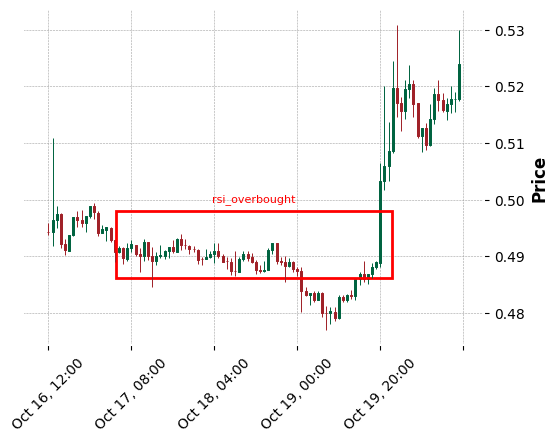 0.53
0.52
0.51
rsi_overbought
0.50
0.49
0.48
Price
Oct 16, 12:00
Oct 17, 08:00
Oct 18, 04:00
Oct 19, 00:00
Oct 19, 20:00